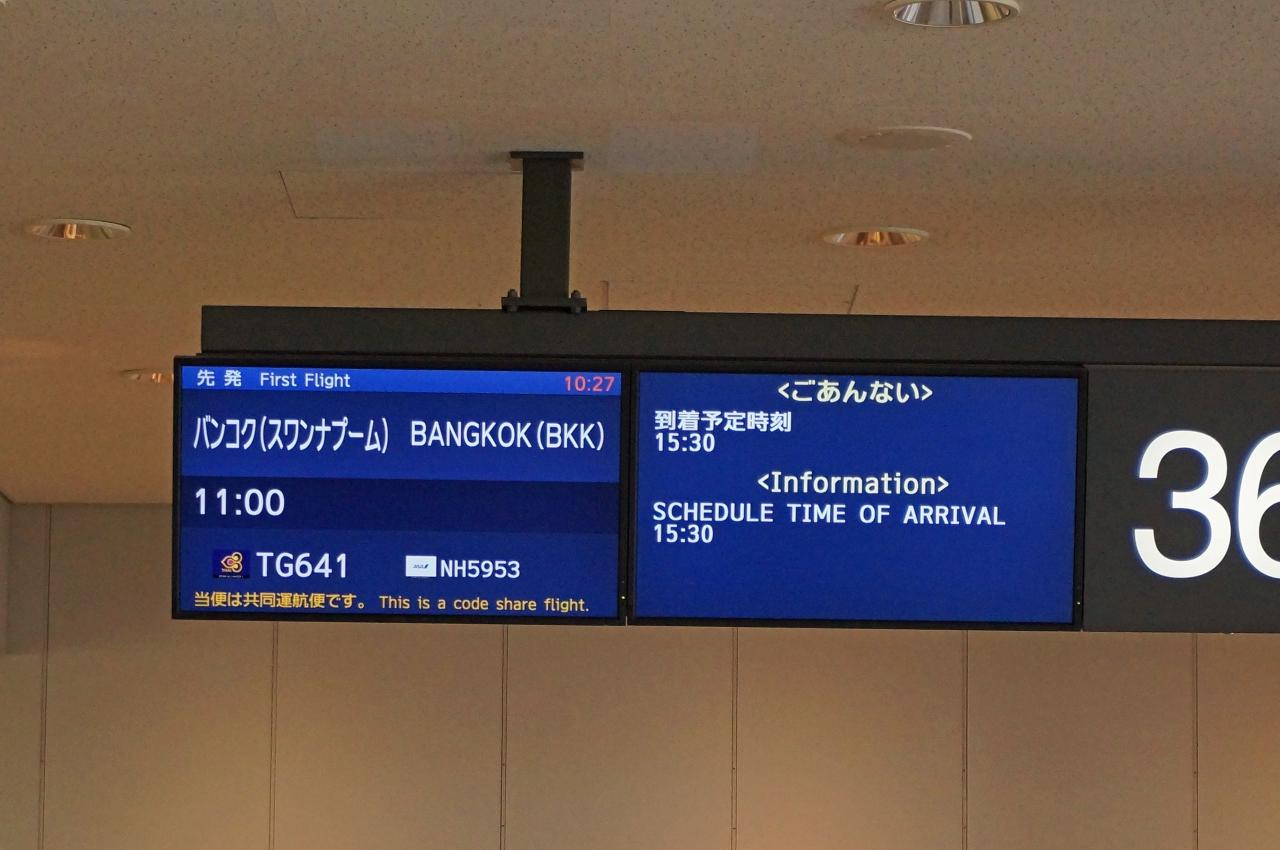 先発 First Flight 10:27
バンコク(スワンナプーム) BANGKOK(BKK)
11:00
TG641 NH5953
当便は共同運航便です。 This is a code share flight.
<ごあんない>
到着予定時刻
15:30
<Information>
SCHEDULE TIME OF ARRIVAL
15:30
36